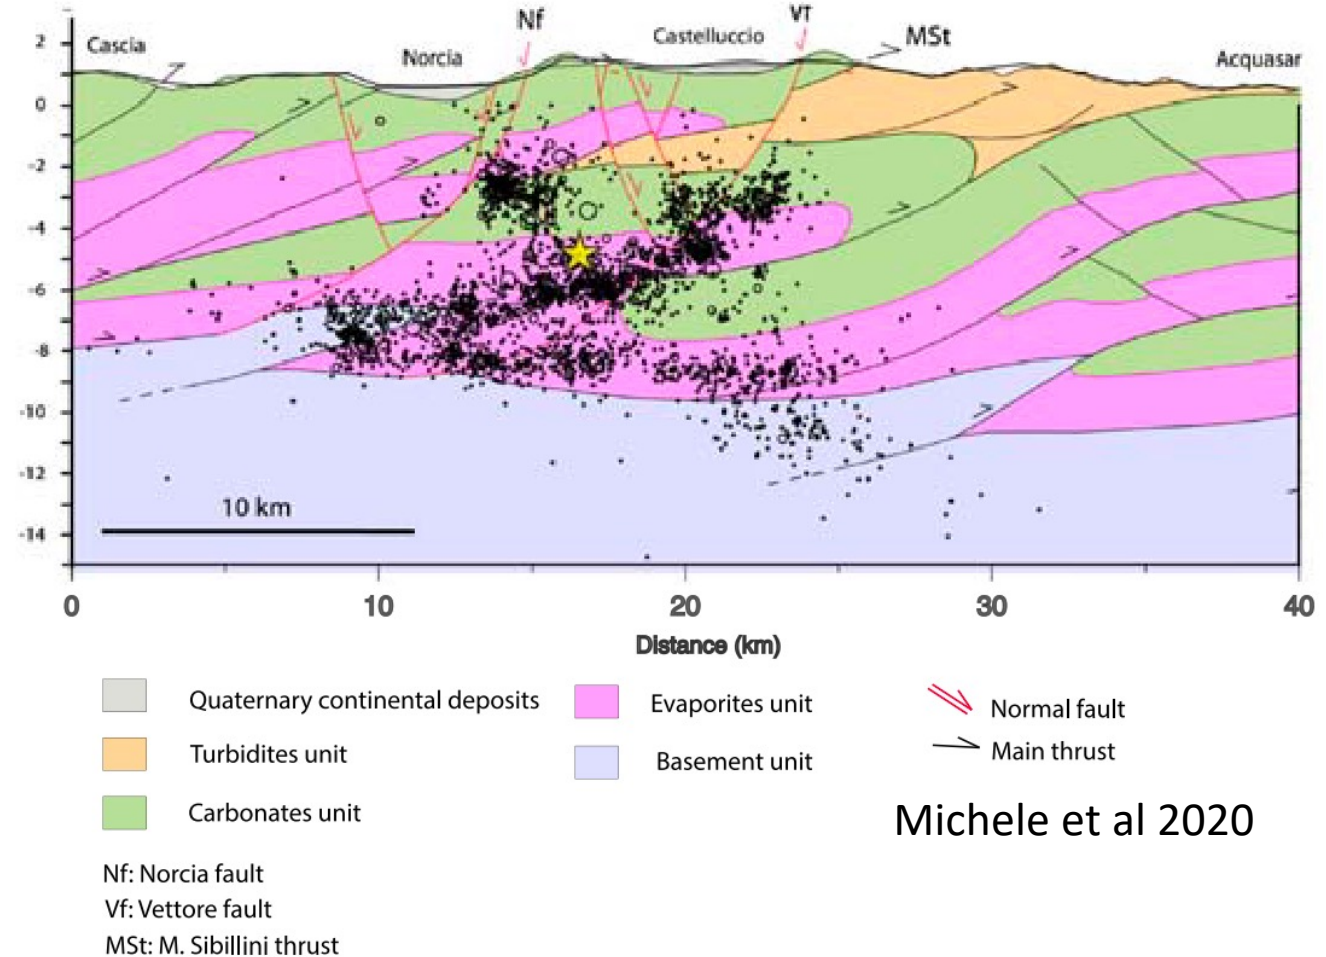 Nf
Vf
Cascia
Norcia
Castelluccio
MSt
Acquasar
2
0
-2
-4
-6
-8
-10
-12
-14
10 km
0
10
20
30
40
Distance (km)
Quaternary continental deposits
Turbidites unit
Carbonates unit
Evaporites unit
Basement unit
Normal fault
Main thrust
Michele et al 2020
Nf: Norcia fault
Vf: Vettore fault
MSt: M. Sibillini thrust